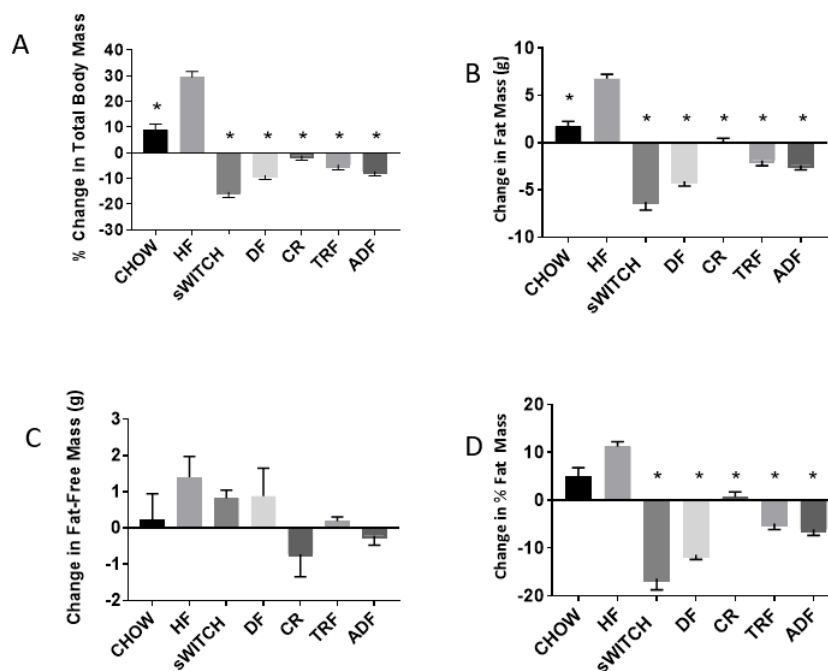 A
% Change in Total Body Mass
40
30
20
10
0
-10
-20
-30
*
*
*
*
*
*
CHOW
HF
sWITCH
DF
CR
TRF
ADF
B
Change in Fat Mass (g)
10
5
0
-5
-10
*
*
*
*
*
*
CHOW
HF
sWITCH
DF
CR
TRF
ADF
C
Change in Fat-Free Mass (g)
3
2
1
0
-1
-2
CHOW
HF
sWITCH
DF
CR
TRF
ADF
D
Change in % Fat Mass
20
10
0
-10
-20
*
*
*
*
*
CHOW
HF
sWITCH
DF
CR
TRF
ADF